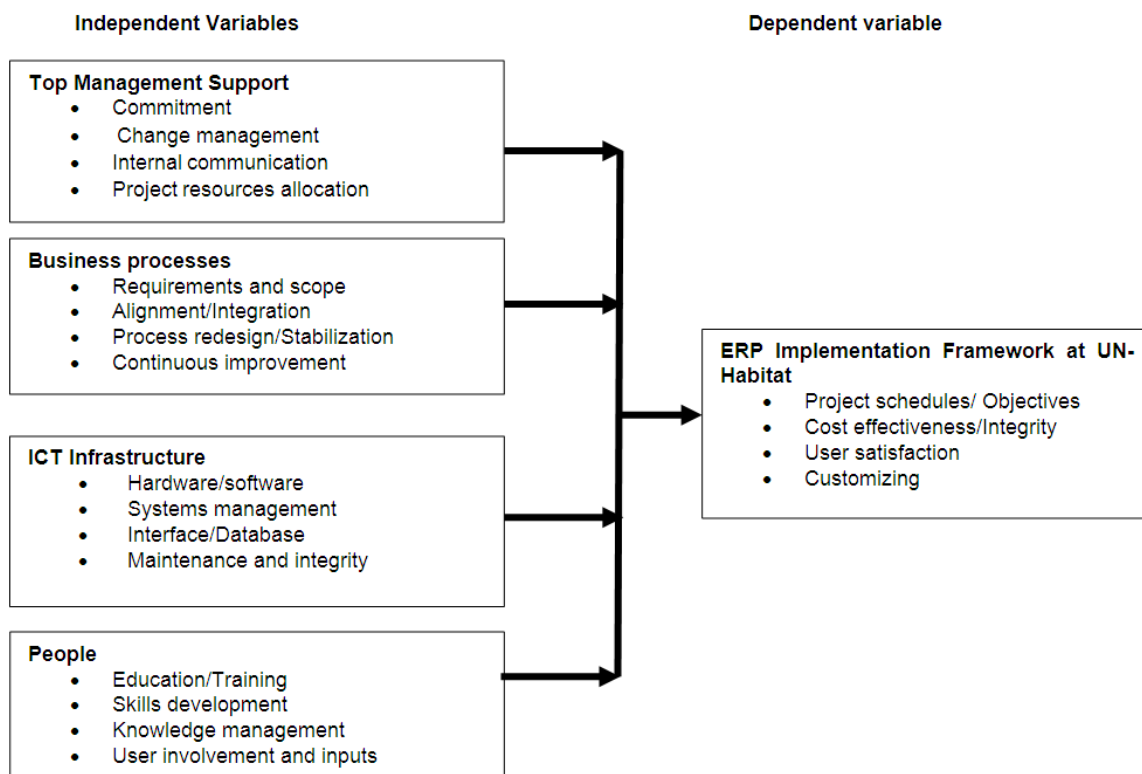 Independent Variables
Dependent variable
Top Management Support
• Commitment
• Change management
• Internal communication
• Project resources allocation
Business processes
• Requirements and scope
• Alignment/Integration
• Process redesign/Stabilization
• Continuous improvement
ICT Infrastructure
• Hardware/software
• Systems management
• Interface/Database
• Maintenance and integrity
People
• Education/Training
• Skills development
• Knowledge management
• User involvement and inputs
ERP Implementation Framework at UN-
Habitat
• Project schedules/ Objectives
• Cost effectiveness/Integrity
• User satisfaction
• Customizing